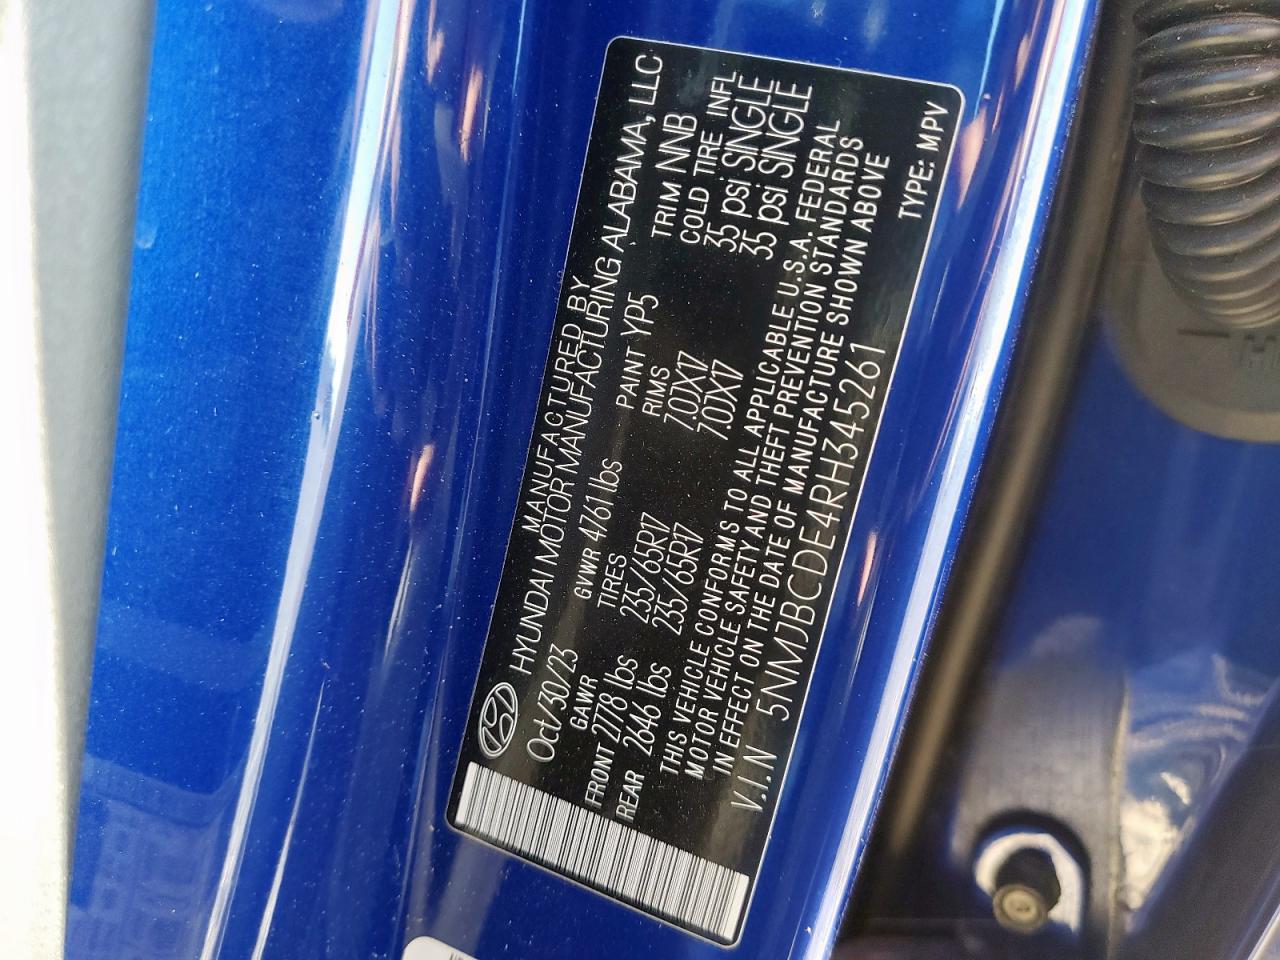 MANUFACTURED BY
HYUNDAI MOTOR MANUFACTURING ALABAMA, LLC
Oct/30/23 GVWR 4761 lbs PAINT YP5 TRIM NNB
GAWR TIRES RIMS COLD TIRE INFL
FRONT 2778 lbs 235/65R17 7.0JX17 35 psi SINGLE
REAR 2646 lbs 235/65R17 7.0JX17 35 psi SINGLE
THIS VEHICLE CONFORMS TO ALL APPLICABLE U.S.A. FEDERAL
MOTOR VEHICLE SAFETY AND THEFT PREVENTION STANDARDS
IN EFFECT ON THE DATE OF MANUFACTURE SHOWN ABOVE
V.I.N 5NMJBCDE4RH345261 TYPE: MPV